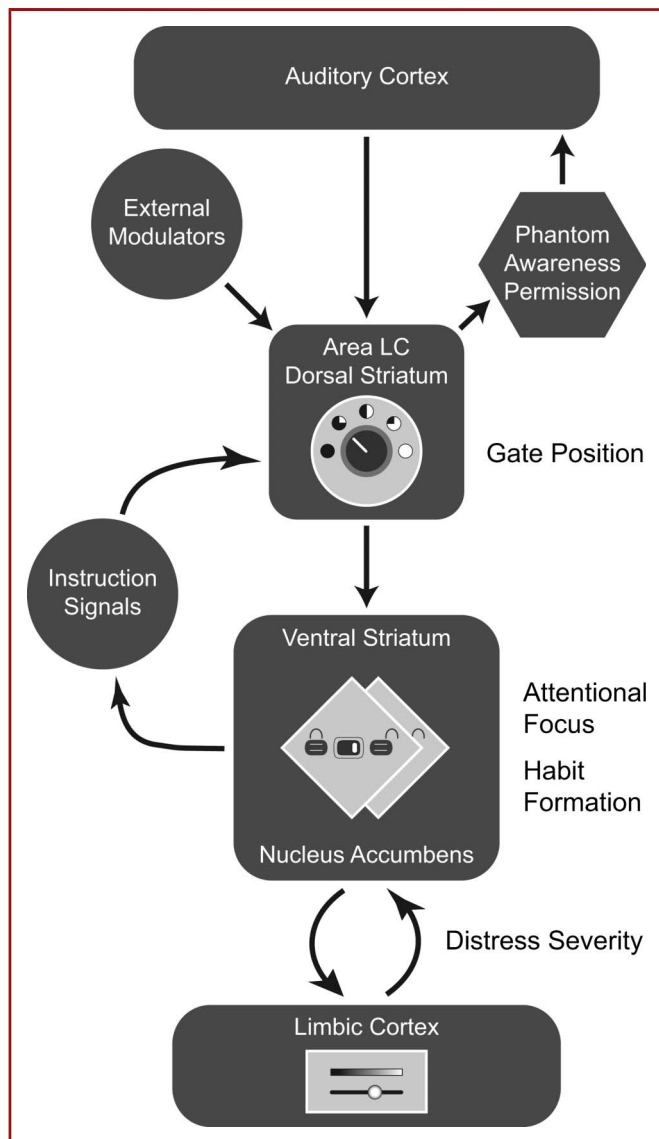 Auditory Cortex
External
Modulators
Phantom
Awareness
Permission
Area LC
Dorsal Striatum
Gate Position
Instruction
Signals
Ventral Striatum
Attentional
Focus
Habit
Formation
Nucleus Accumbens
Distress Severity
Limbic Cortex